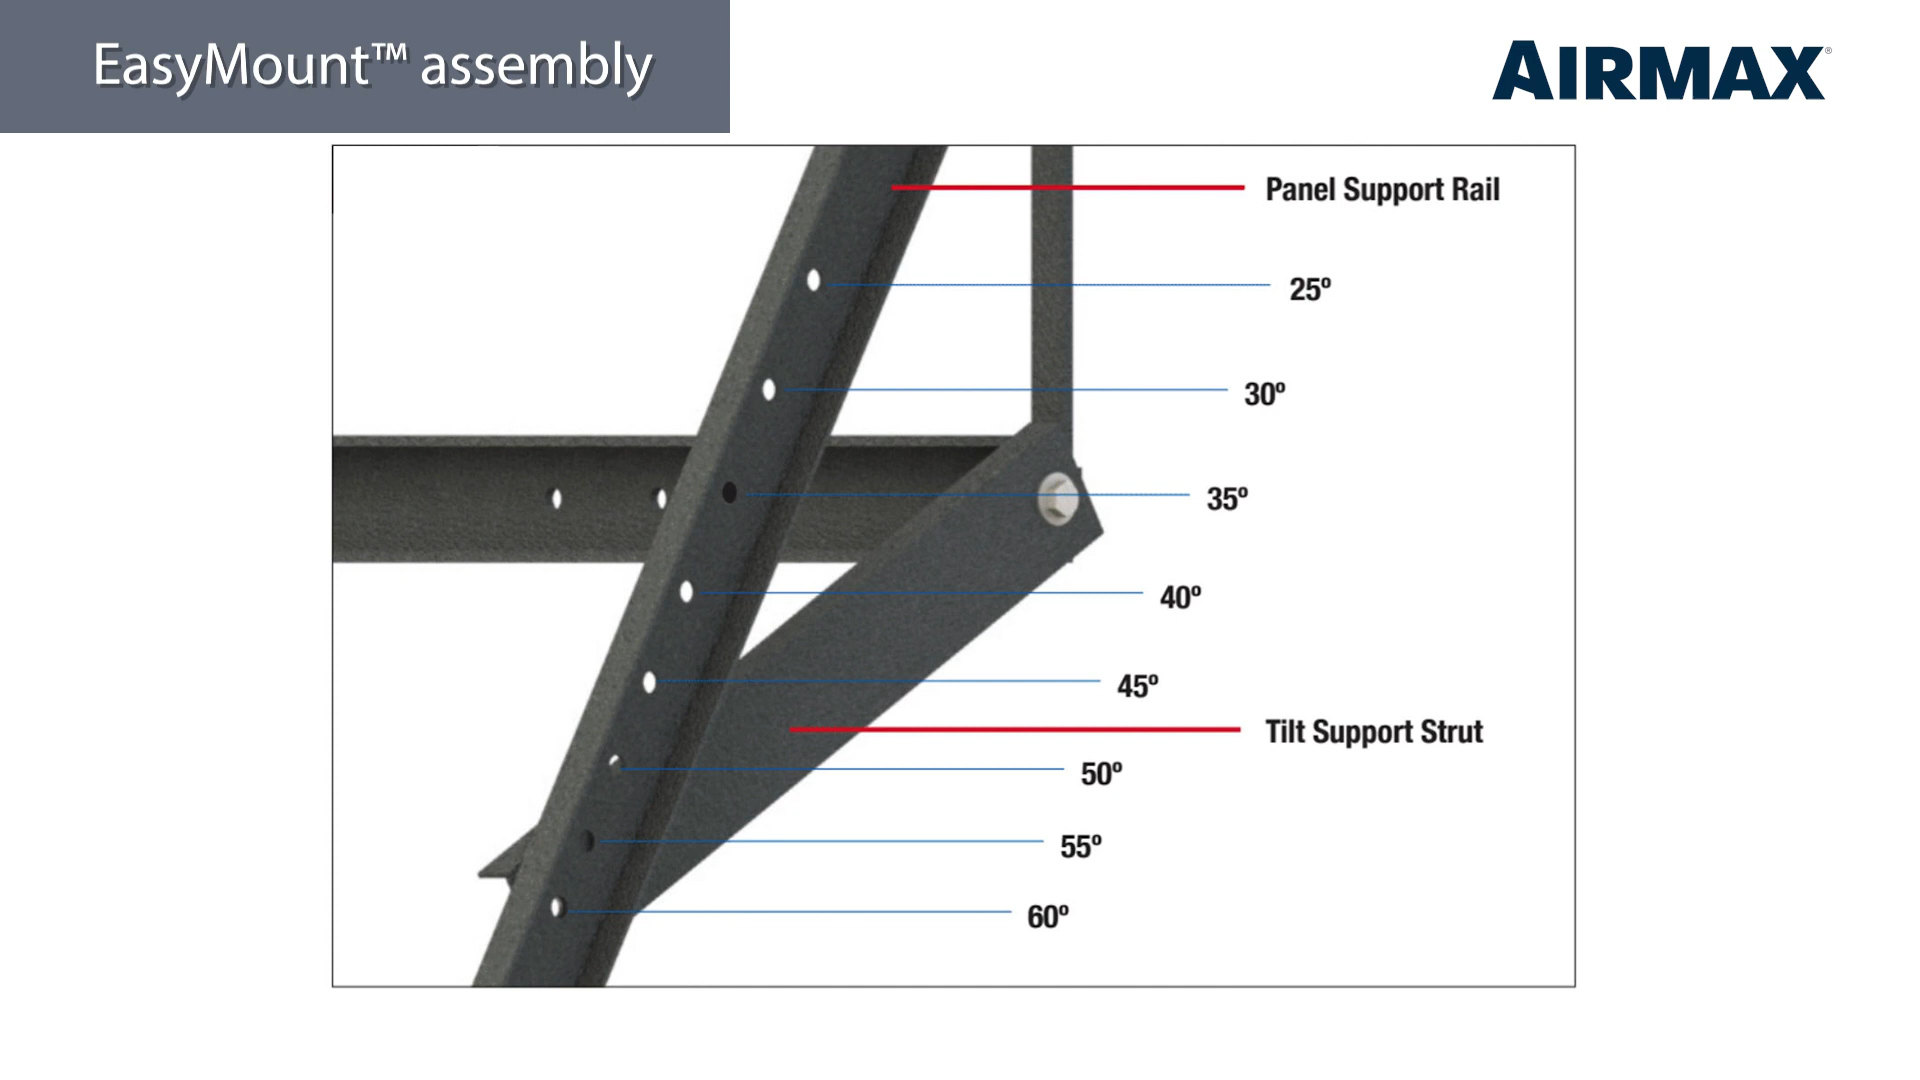 EasyMount™ assembly
AIRMAX®
Panel Support Rail
25º
30º
35º
40º
45º
Tilt Support Strut
50º
55º
60º